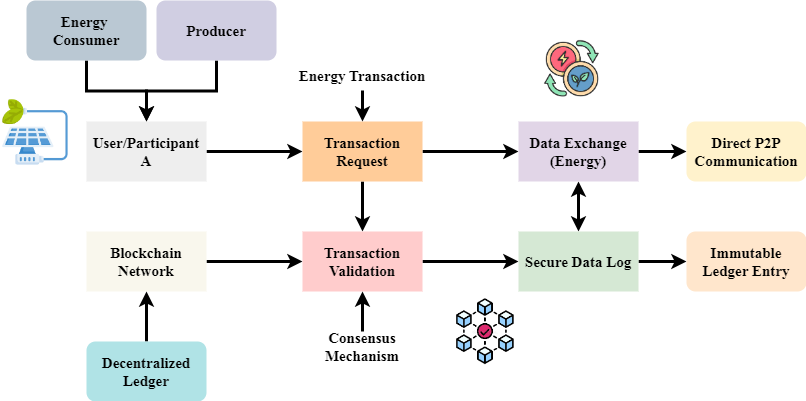 Energy
Consumer
Producer
Energy Transaction
User/Participant
A
Transaction
Request
Data Exchange
(Energy)
Direct P2P
Communication
Blockchain
Network
Transaction
Validation
Secure Data Log
Immutable
Ledger Entry
Consensus
Mechanism
Decentralized
Ledger